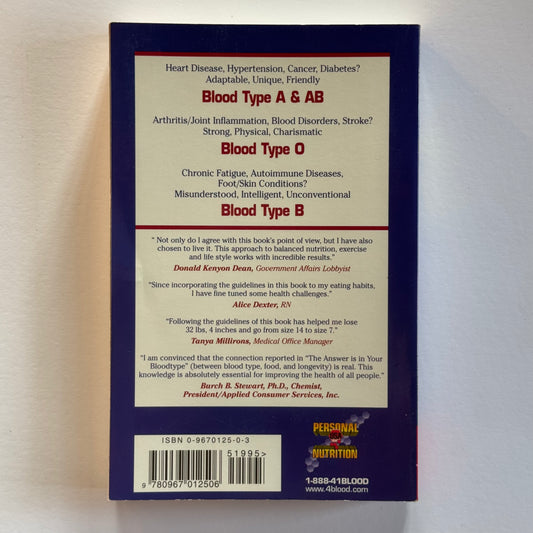 Heart Disease, Hypertension, Cancer, Diabetes?
Adaptable, Unique, Friendly
Blood Type A & AB
Arthritis/Joint Inflammation, Blood Disorders, Stroke?
Strong, Physical, Charismatic
Blood Type O
Chronic Fatigue, Autoimmune Diseases,
Foot/Skin Conditions?
Misunderstood, Intelligent, Unconventional
Blood Type B
" Not only do I agree with this book's point of view, but I have also
chosen to live it. This approach to balanced nutrition, exercise
and life style works with incredible results."
Donald Kenyon Dean, Government Affairs Lobbyist
"Since incorporating the guidelines in this book to my eating habits,
I have fine tuned some health challenges."
Alice Dexter, RN
"Following the guidelines of this book has helped me lose
32 lbs, 4 inches and go from size 14 to size 7."
Tanya Millirons, Medical Office Manager
"I am convinced that the connection reported in "The Answer is in Your
Bloodtype" (between blood type, food, and longevity) is real. This
knowledge is absolutely essential for improving the health of all people."
Burch B. Stewart, Ph.D., Chemist,
President/Applied Consumer Services, Inc.
ISBN 0-9670125-0-3
51995>
9 780967 012506
PERSONAL
NUTRITION
1-888-41BLOOD
www.4blood.com